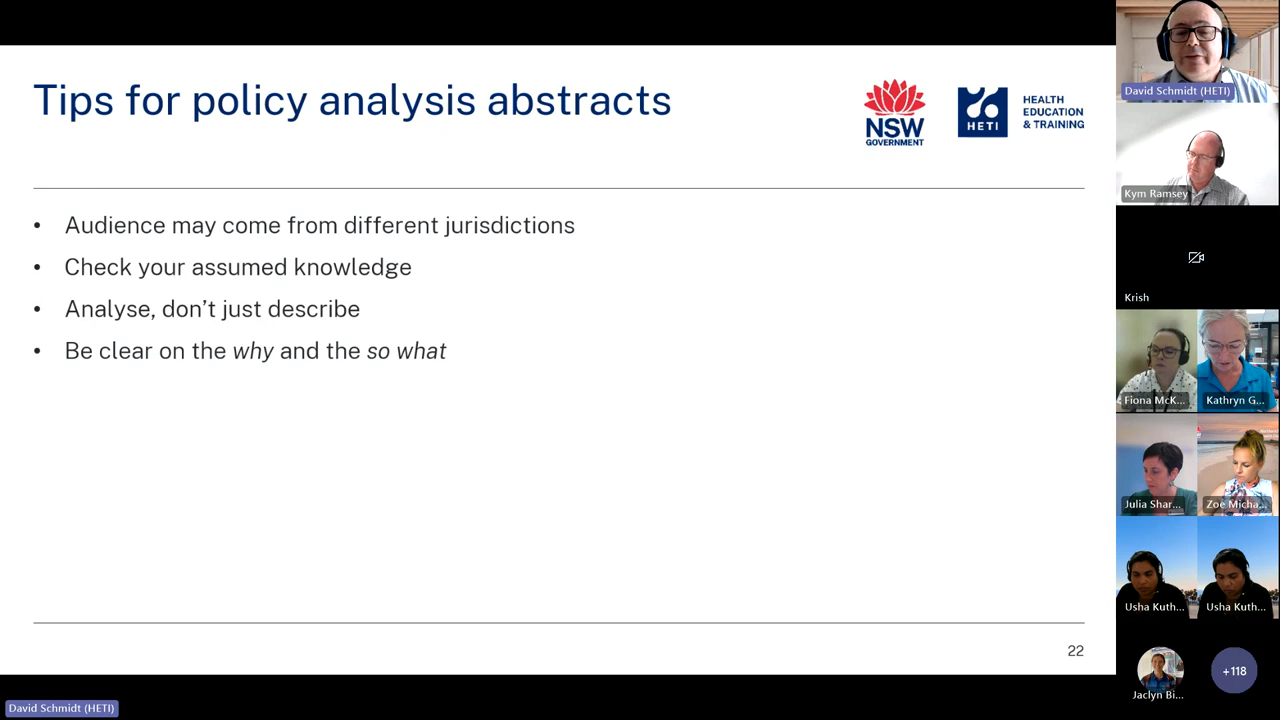 Tips for policy analysis abstracts
NSW
GOVERNMENT
HETI
HEALTH
EDUCATION
& TRAINING
• Audience may come from different jurisdictions
• Check your assumed knowledge
• Analyse, don’t just describe
• Be clear on the why and the so what
22
David Schmidt (HETI)
David Schmidt (HETI)
Kym Ramsey
Krish
Fiona McK...
Kathryn G...
Julia Shar...
Zoe Micha...
Usha Kuth...
Usha Kuth...
Jaclyn Bi...
+118